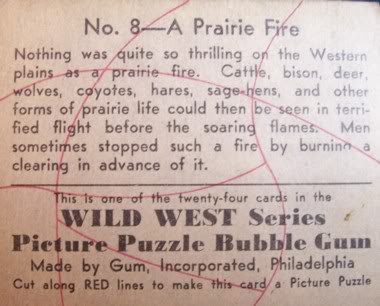 No. 8—A Prairie Fire
Nothing was quite so thrilling on the Western
plains as a prairie fire. Cattle, bison, deer,
wolves, coyotes, hares, sage-hens, and other
forms of prairie life could then be seen in terri-
fied flight before the soaring flames. Men
sometimes stopped such a fire by burning a
clearing in advance of it.
This is one of the twenty-four cards in the
WILD WEST Series
Picture Puzzle Bubble Gum
Made by Gum, Incorporated, Philadelphia
Cut along RED lines to make this card a Picture Puzzle